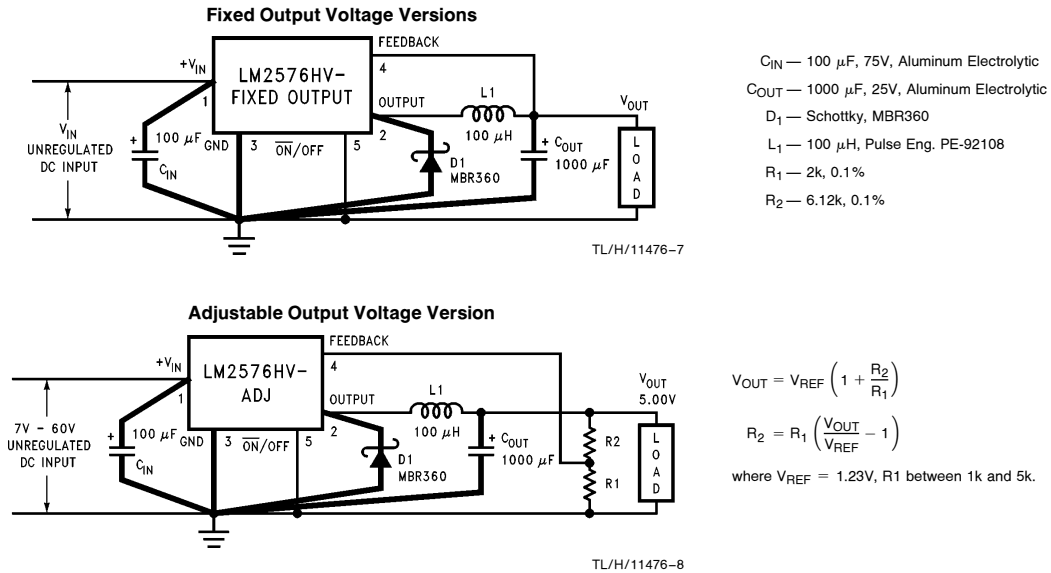 Fixed Output Voltage Versions
FEEDBACK
+VIN
4
LM2576HV-
FIXED OUTPUT
1
OUTPUT
L1
VOUT
2
100 μH
VIN
UNREGULATED
DC INPUT
+
100 μF
CIN
GND
3
ON/OFF
5
D1
MBR360
+
COUT
1000 μF
LOAD
TL/H/11476-7
CIN — 100 μF, 75V, Aluminum Electrolytic
COUT — 1000 μF, 25V, Aluminum Electrolytic
D1 — Schottky, MBR360
L1 — 100 μH, Pulse Eng. PE-92108
R1 — 2k, 0.1%
R2 — 6.12k, 0.1%
Adjustable Output Voltage Version
FEEDBACK
+VIN
4
LM2576HV-
ADJ
1
OUTPUT
L1
VOUT
5.00V
2
100 μH
7V - 60V
UNREGULATED
DC INPUT
+
100 μF
CIN
GND
3
ON/OFF
5
D1
MBR360
+
COUT
1000 μF
R2
R1
LOAD
TL/H/11476-8
VOUT = VREF (1 + R2/R1)
R2 = R1 (VOUT/VREF − 1)
where VREF = 1.23V, R1 between 1k and 5k.